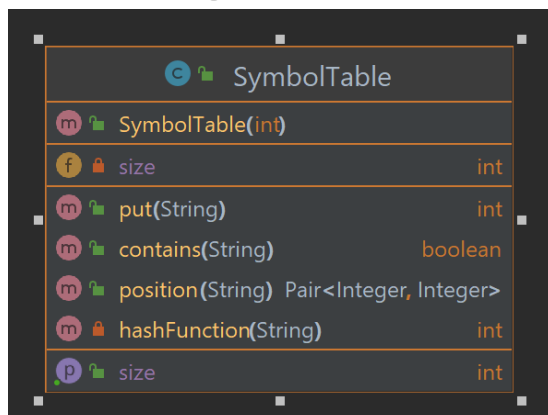 C SymbolTable
m SymbolTable(int)
f size int
m put(String) int
m contains(String) boolean
m position(String) Pair<Integer, Integer>
m hashFunction(String) int
p size int